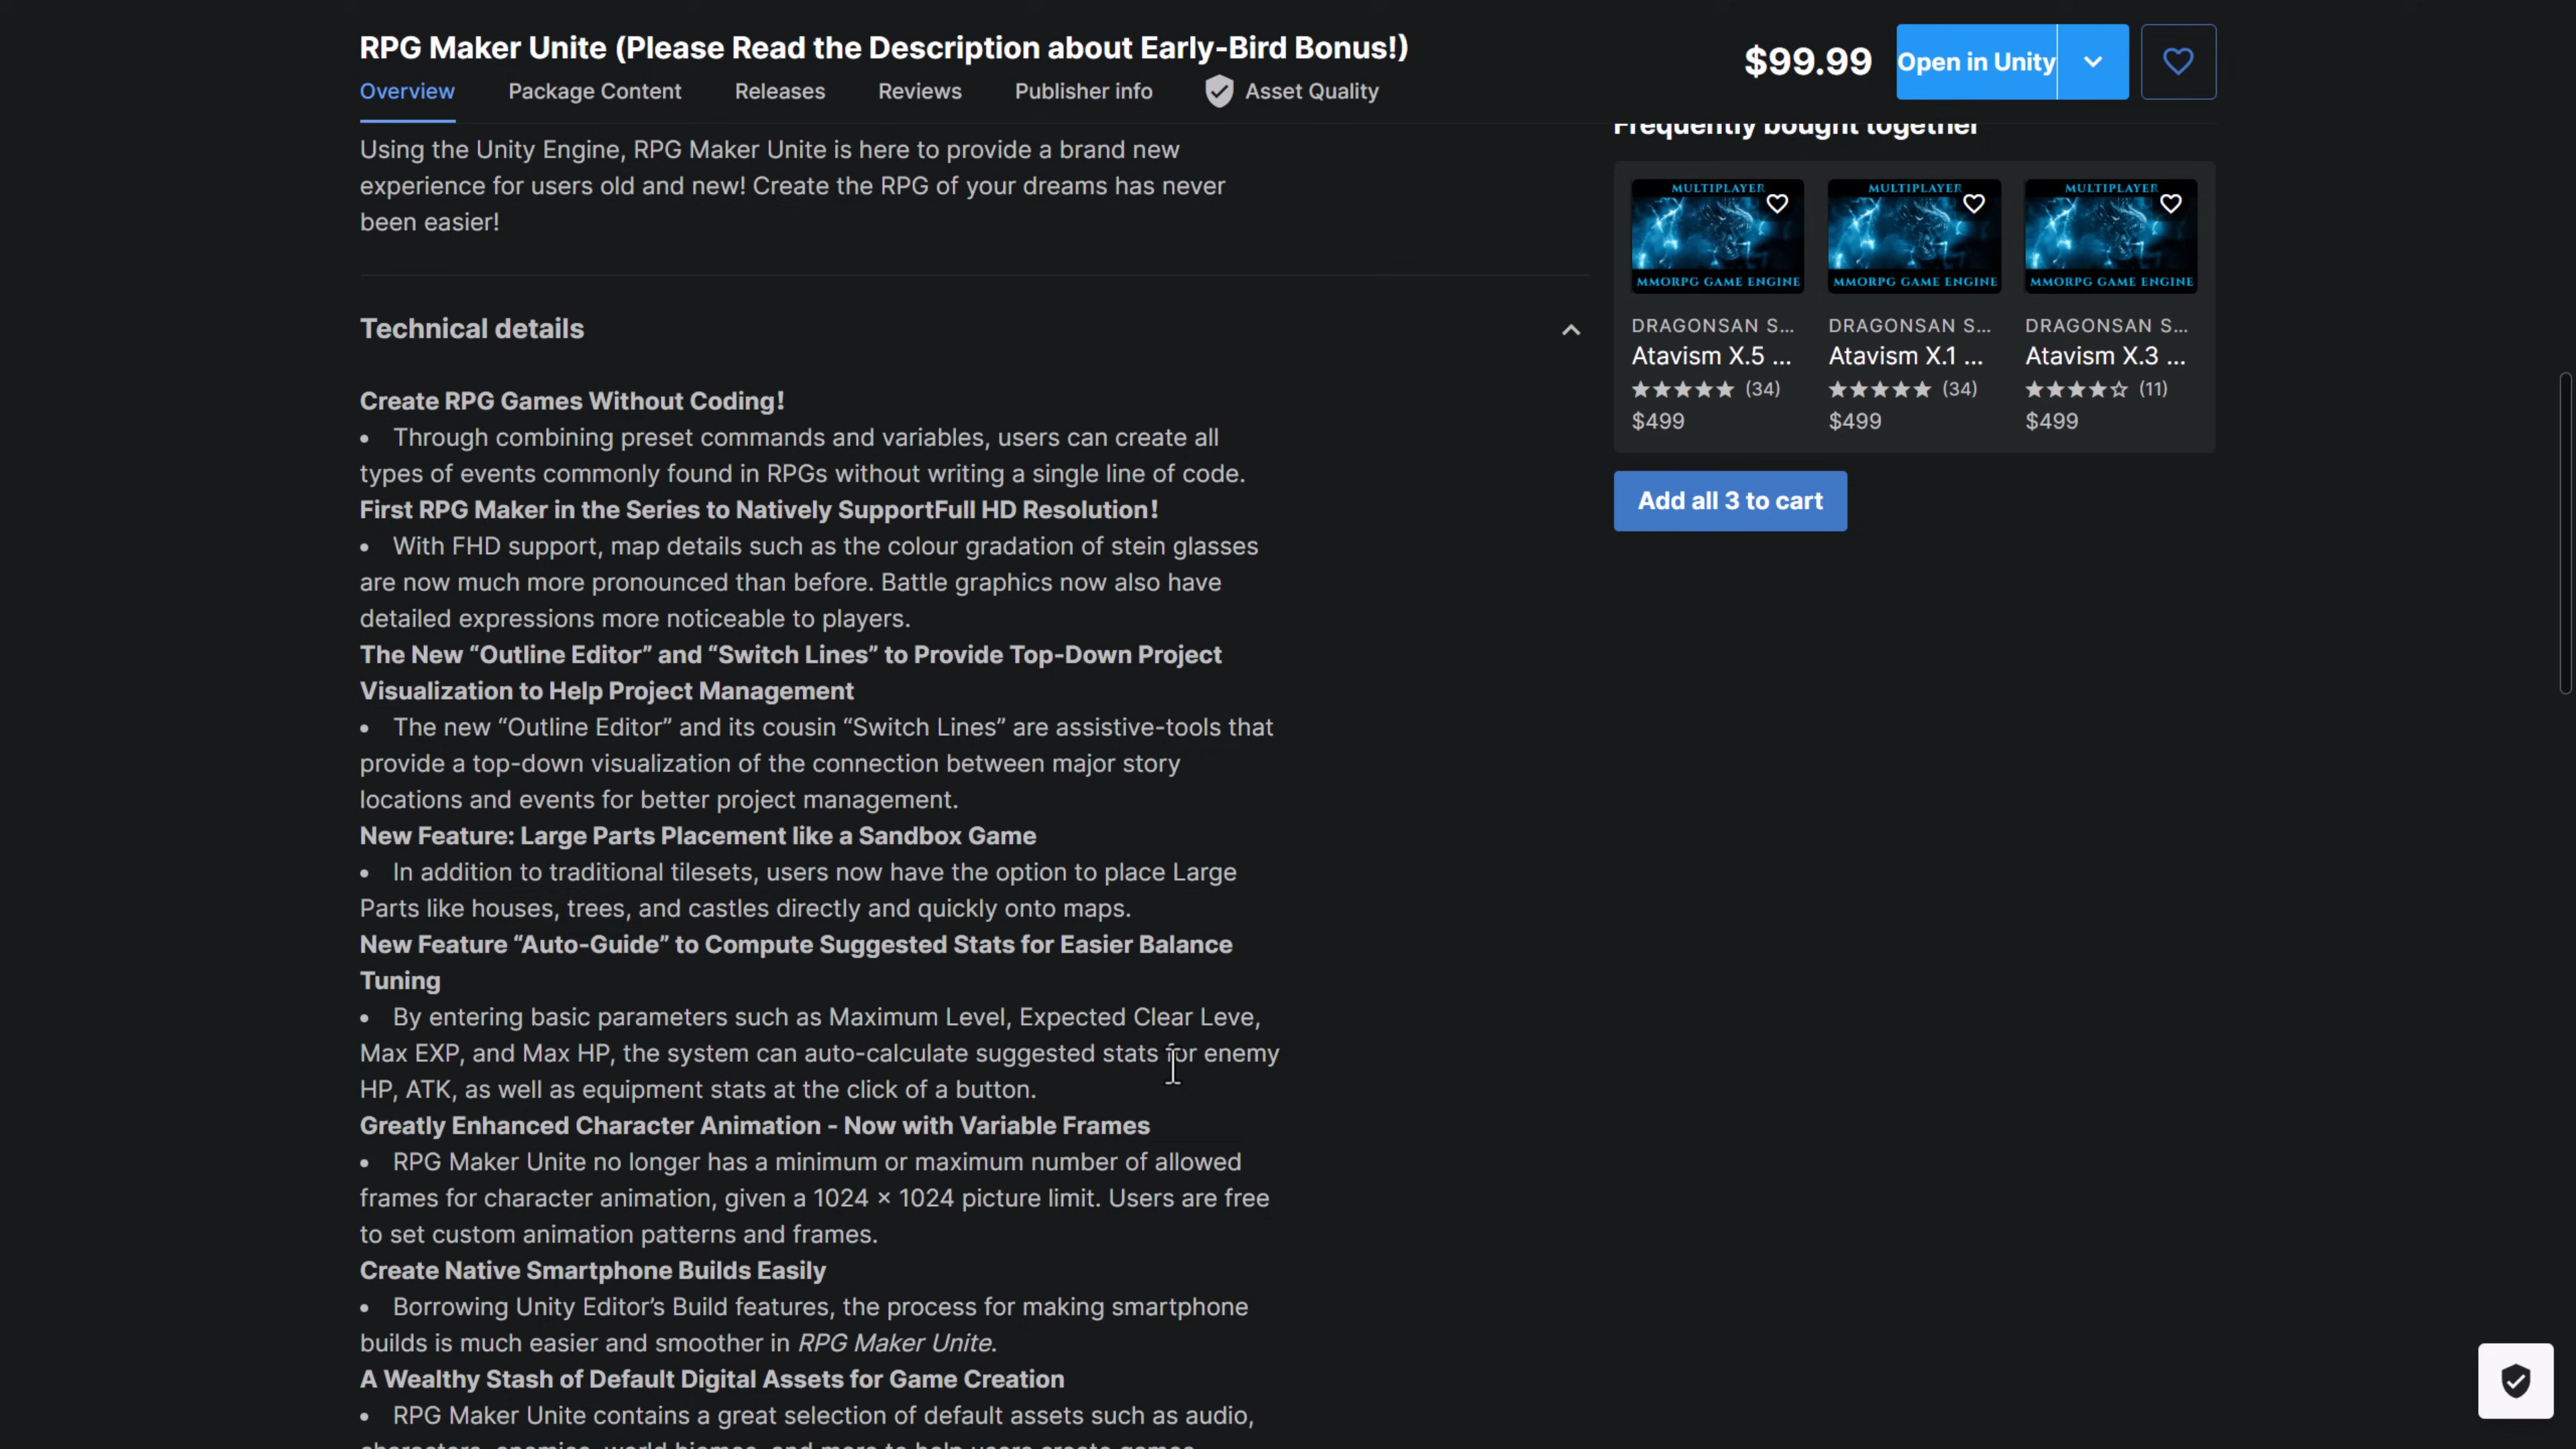 RPG Maker Unite (Please Read the Description about Early-Bird Bonus!)
$99.99
Open in Unity
Overview
Package Content
Releases
Reviews
Publisher info
Asset Quality
Using the Unity Engine, RPG Maker Unite is here to provide a brand new
experience for users old and new! Create the RPG of your dreams has never
been easier!
Technical details
Create RPG Games Without Coding!
• Through combining preset commands and variables, users can create all
types of events commonly found in RPGs without writing a single line of code.
First RPG Maker in the Series to Natively SupportFull HD Resolution!
• With FHD support, map details such as the colour gradation of stein glasses
are now much more pronounced than before. Battle graphics now also have
detailed expressions more noticeable to players.
The New “Outline Editor” and “Switch Lines” to Provide Top-Down Project
Visualization to Help Project Management
• The new “Outline Editor” and its cousin “Switch Lines” are assistive-tools that
provide a top-down visualization of the connection between major story
locations and events for better project management.
New Feature: Large Parts Placement like a Sandbox Game
• In addition to traditional tilesets, users now have the option to place Large
Parts like houses, trees, and castles directly and quickly onto maps.
New Feature “Auto-Guide” to Compute Suggested Stats for Easier Balance
Tuning
• By entering basic parameters such as Maximum Level, Expected Clear Leve,
Max EXP, and Max HP, the system can auto-calculate suggested stats for enemy
HP, ATK, as well as equipment stats at the click of a button.
Greatly Enhanced Character Animation - Now with Variable Frames
• RPG Maker Unite no longer has a minimum or maximum number of allowed
frames for character animation, given a 1024 × 1024 picture limit. Users are free
to set custom animation patterns and frames.
Create Native Smartphone Builds Easily
• Borrowing Unity Editor’s Build features, the process for making smartphone
builds is much easier and smoother in RPG Maker Unite.
A Wealthy Stash of Default Digital Assets for Game Creation
• RPG Maker Unite contains a great selection of default assets such as audio,
characters, enemies, world biomes, and more to help users create games
Frequently bought together
MULTIPLAYER
MMORPG GAME ENGINE
DRAGONSAN S...
Atavism X.5 ...
(34)
$499
MULTIPLAYER
MMORPG GAME ENGINE
DRAGONSAN S...
Atavism X.1 ...
(34)
$499
MULTIPLAYER
MMORPG GAME ENGINE
DRAGONSAN S...
Atavism X.3 ...
(11)
$499
Add all 3 to cart